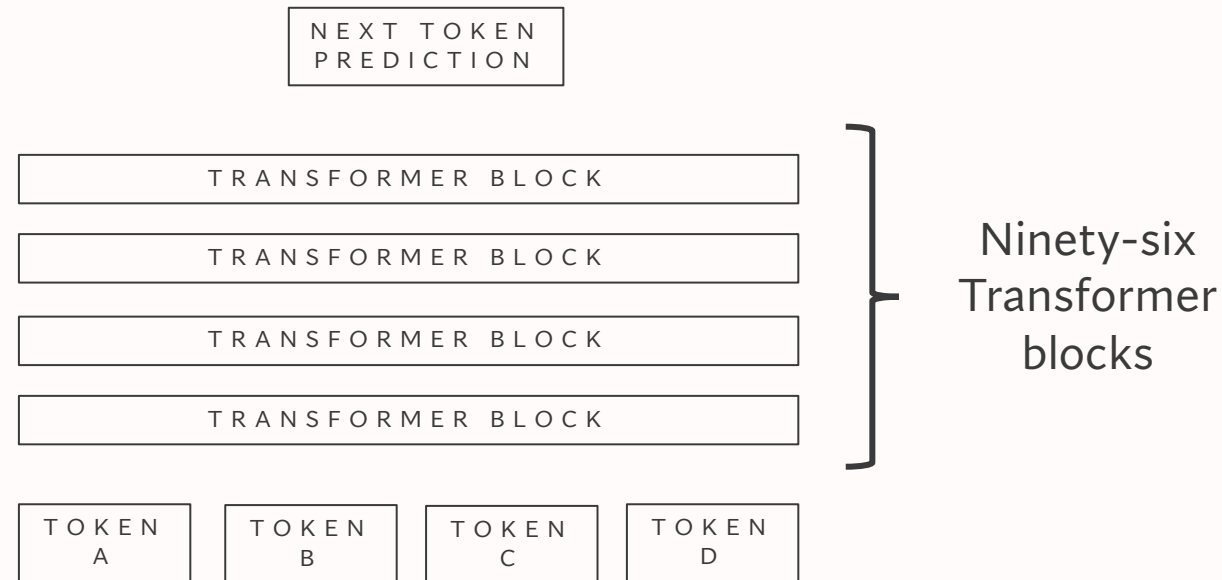 NEXT TOKEN
PREDICTION
TRANSFORMER BLOCK
TRANSFORMER BLOCK
TRANSFORMER BLOCK
TRANSFORMER BLOCK
Ninety-six
Transformer
blocks
TOKEN
A
TOKEN
B
TOKEN
C
TOKEN
D